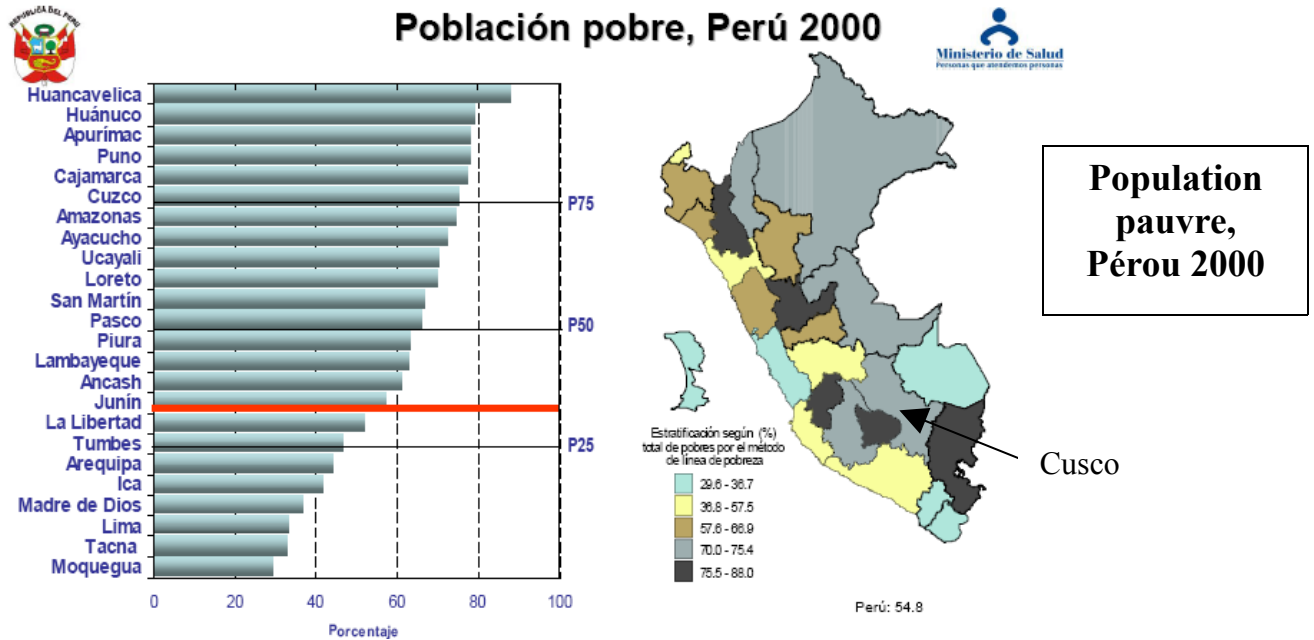 REPUBLICA DEL PERU
Población pobre, Perú 2000
Ministerio de Salud
Personas que atendemos personas
Huancavelica
Huánuco
Apurímac
Puno
Cajamarca
Cuzco
Amazonas
Ayacucho
Ucayali
Loreto
San Martín
Pasco
Piura
Lambayeque
Ancash
Junín
La Libertad
Tumbes
Arequipa
Ica
Madre de Dios
Lima
Tacna
Moquegua
P75
P50
P25
0 20 40 60 80 100
Porcentaje
Estratificación según (%)
total de pobres por el método
de línea de pobreza
29.6 - 36.7
36.8 - 57.5
57.6 - 66.9
70.0 - 75.4
75.5 - 88.0
Perú: 54.8
Cusco
Population
pauvre,
Pérou 2000